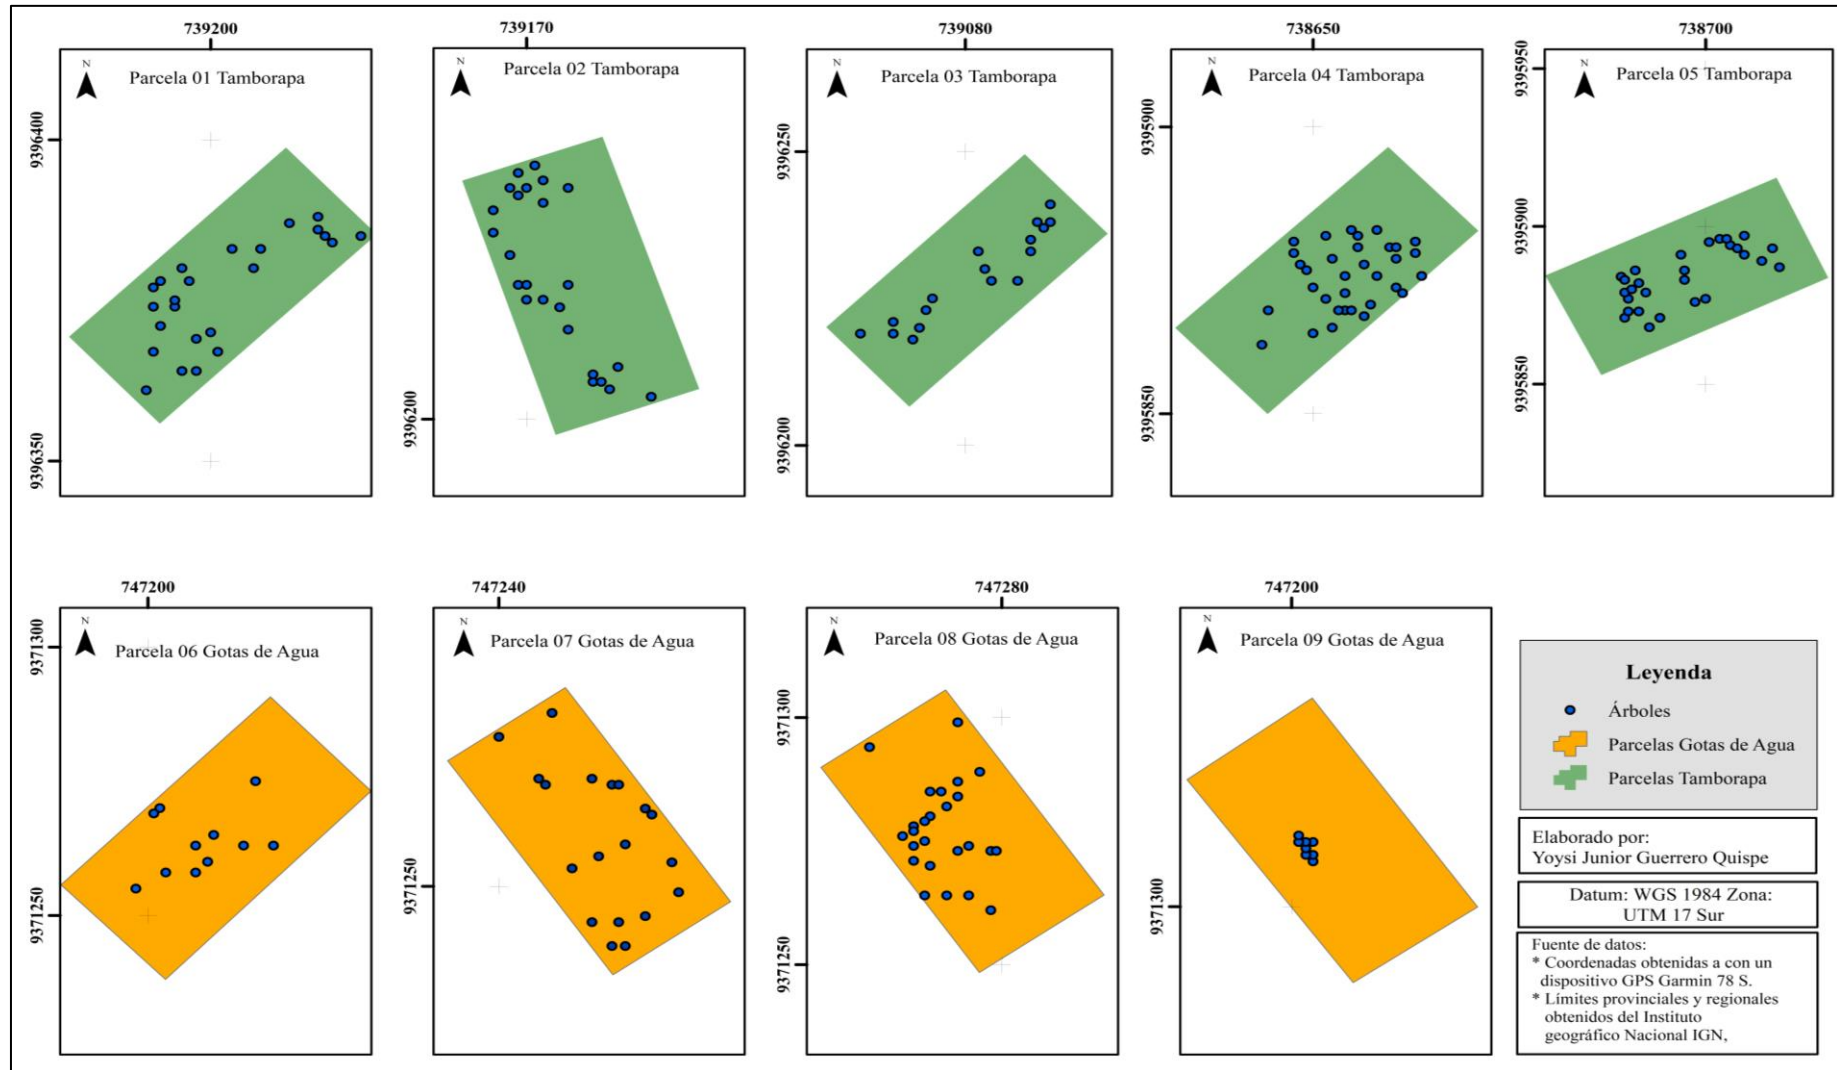 739200
739170
739080
738650
738700
N
Parcela 01 Tamborapa
9396400
9396350
N
Parcela 02 Tamborapa
9396200
N
Parcela 03 Tamborapa
9396250
9396200
N
Parcela 04 Tamborapa
9395900
9395850
N
Parcela 05 Tamborapa
9395950
9395900
9395850
747200
747240
747280
747200
N
Parcela 06 Gotas de Agua
9371300
9371250
N
Parcela 07 Gotas de Agua
9371250
N
Parcela 08 Gotas de Agua
9371300
9371250
N
Parcela 09 Gotas de Agua
9371300
Leyenda
Árboles
Parcelas Gotas de Agua
Parcelas Tamborapa
Elaborado por:
Yoysi Junior Guerrero Quispe
Datum: WGS 1984 Zona:
UTM 17 Sur
Fuente de datos:
* Coordenadas obtenidas a con un
dispositivo GPS Garmin 78 S.
* Límites provinciales y regionales
obtenidos del Instituto
geográfico Nacional IGN,